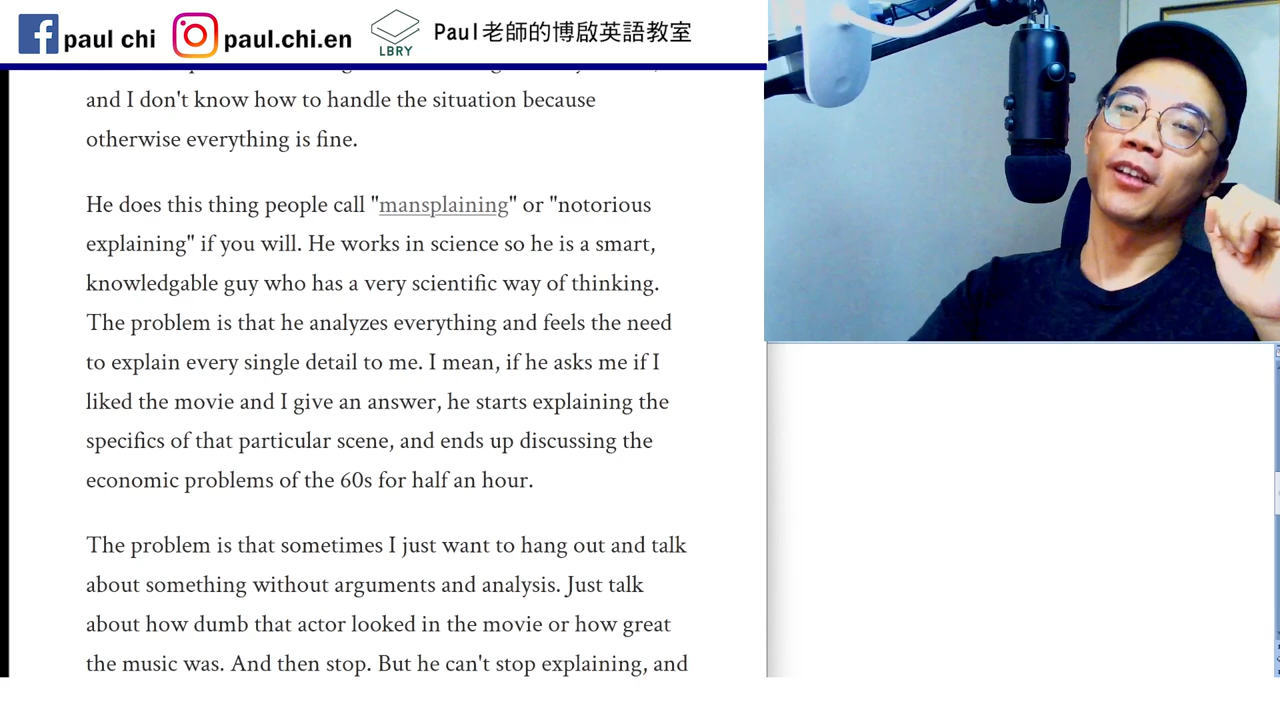 paul chi
paul.chi.en
LBRY
Paul老師的博啟英語教室
and I don't know how to handle the situation because
otherwise everything is fine.
He does this thing people call "mansplaining" or "notorious
explaining" if you will. He works in science so he is a smart,
knowledgable guy who has a very scientific way of thinking.
The problem is that he analyzes everything and feels the need
to explain every single detail to me. I mean, if he asks me if I
liked the movie and I give an answer, he starts explaining the
specifics of that particular scene, and ends up discussing the
economic problems of the 60s for half an hour.
The problem is that sometimes I just want to hang out and talk
about something without arguments and analysis. Just talk
about how dumb that actor looked in the movie or how great
the music was. And then stop. But he can't stop explaining, and